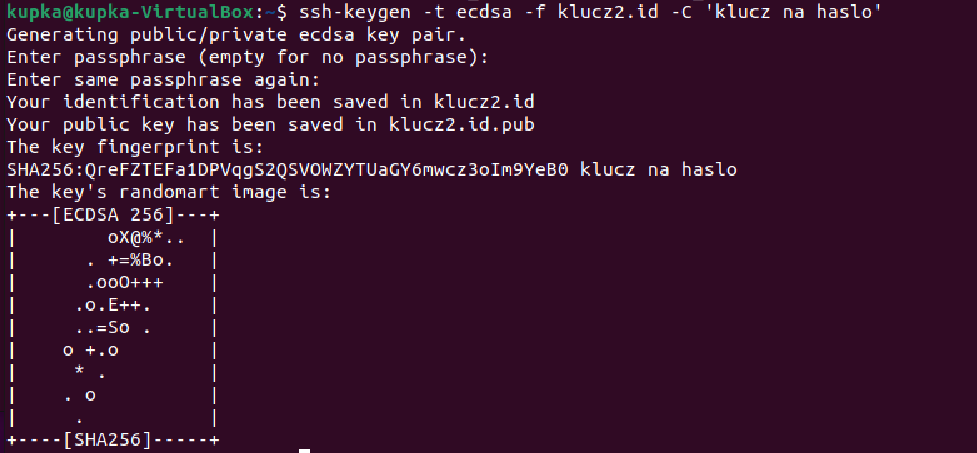 kupka@kupka-VirtualBox:~$ ssh-keygen -t ecdsa -f klucz2.id -C 'klucz na haslo'
Generating public/private ecdsa key pair.
Enter passphrase (empty for no passphrase):
Enter same passphrase again:
Your identification has been saved in klucz2.id
Your public key has been saved in klucz2.id.pub
The key fingerprint is:
SHA256:QreFZTEFa1DPVqgS2QSVOWZYTUaGY6mwcz3oIm9YeB0 klucz na haslo
The key's randomart image is:
+---[ECDSA 256]---+
|        oX@%*..  |
|      . +=%Bo.   |
|      .ooO+++    |
|     .o.E++.     |
|     ..=So .     |
|    o +.o        |
|     * .         |
|    . o          |
|     .           |
+----[SHA256]-----+